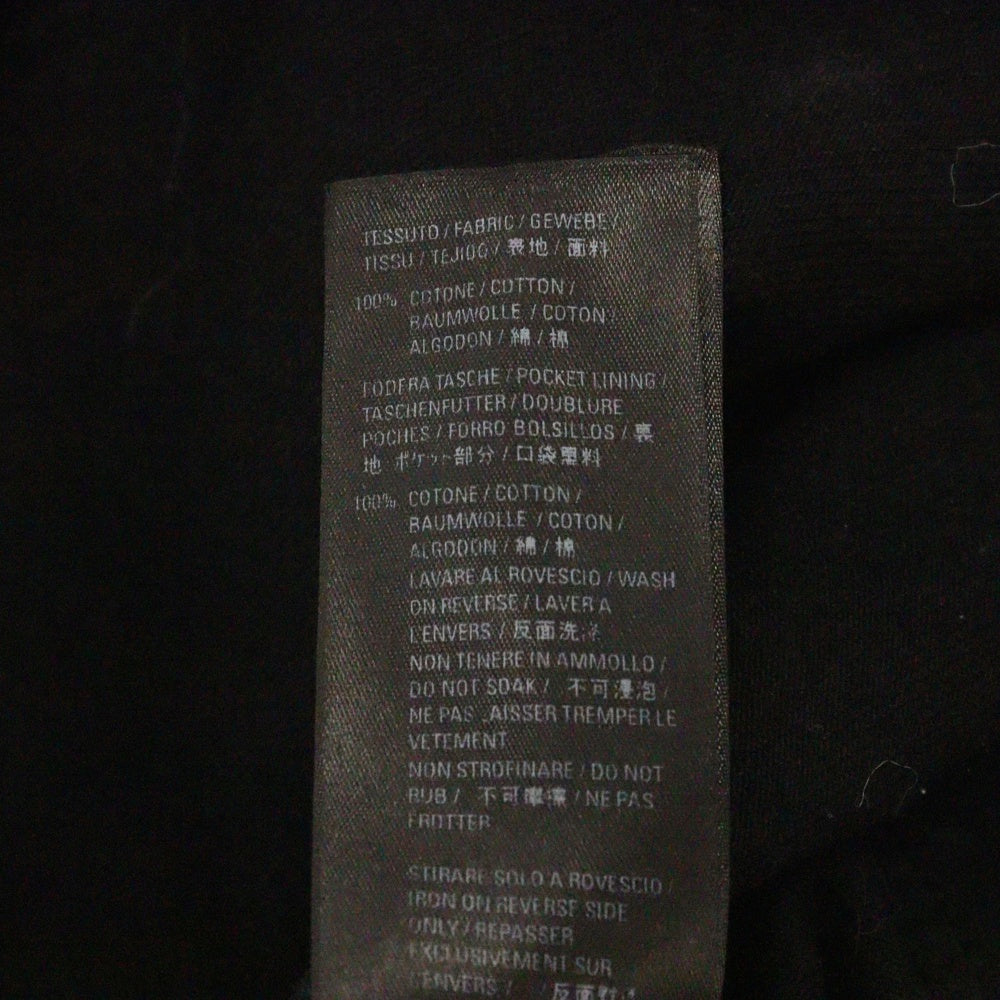 TESSUTO / FABRIC / GEWEBE /
TISSU / TEJIDO / 表地 / 面料
100% COTONE / COTTON /
BAUMWOLLE / COTON /
ALGODON / 綿 / 棉
FODERA TASCHE / POCKET LINING /
TASCHENFUTTER / DOUBLURE
POCHES / FORRO BOLSILLOS / 裏
地 ポケット部分 / 口袋里料
100% COTONE / COTTON /
BAUMWOLLE / COTON /
ALGODON / 綿 / 棉
LAVARE AL ROVESCIO / WASH
ON REVERSE / LAVER A
L'ENVERS / 反面洗涤
NON TENERE IN AMMOLLO /
DO NOT SOAK / 不可浸泡 /
NE PAS LAISSER TREMPER LE
VETEMENT
NON STROFINARE / DO NOT
RUB / 不可摩擦 / NE PAS
FROTTER
STIRARE SOLO A ROVESCIO /
IRON ON REVERSE SIDE
ONLY / REPASSER
EXCLUSIVEMENT SUR
L'ENVERS / 反面